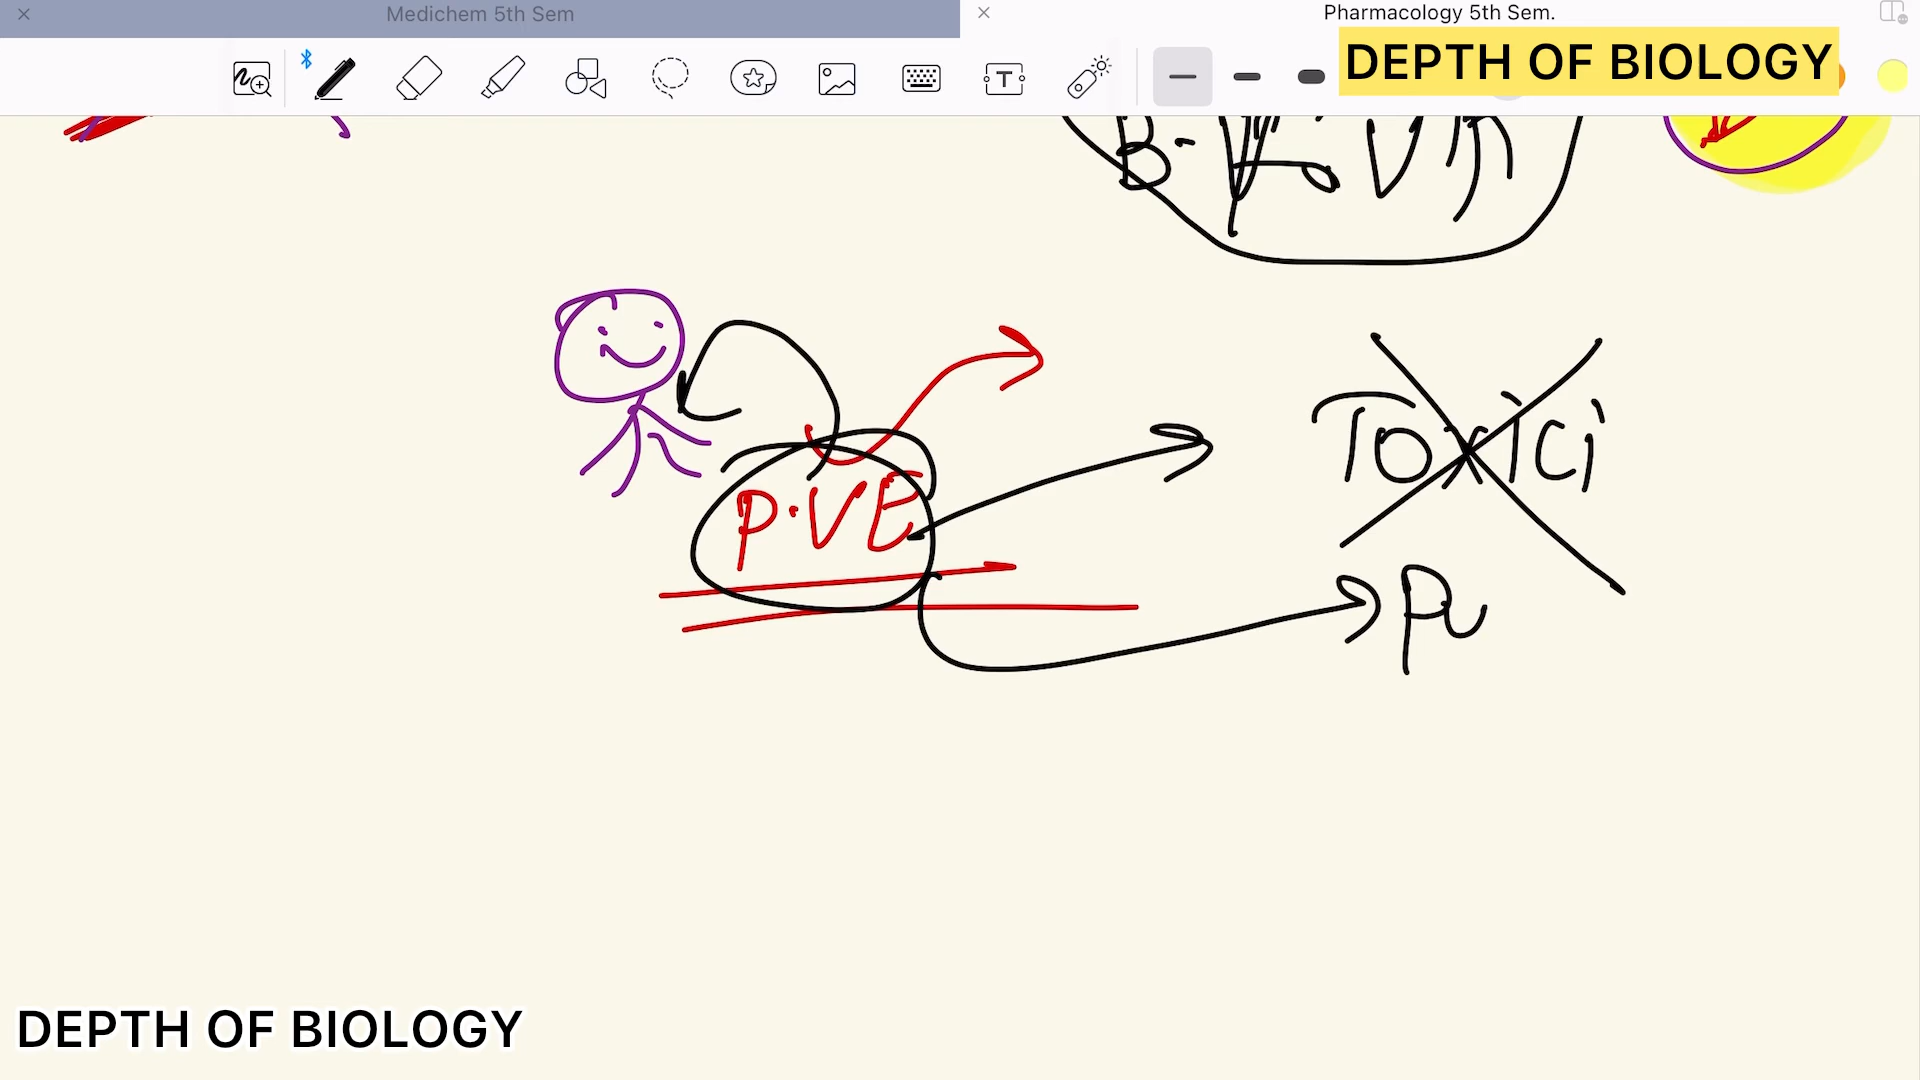 Medichem 5th Sem
Pharmacology 5th Sem.
DEPTH OF BIOLOGY
T
Toxici
P.VE
Pu
DEPTH OF BIOLOGY